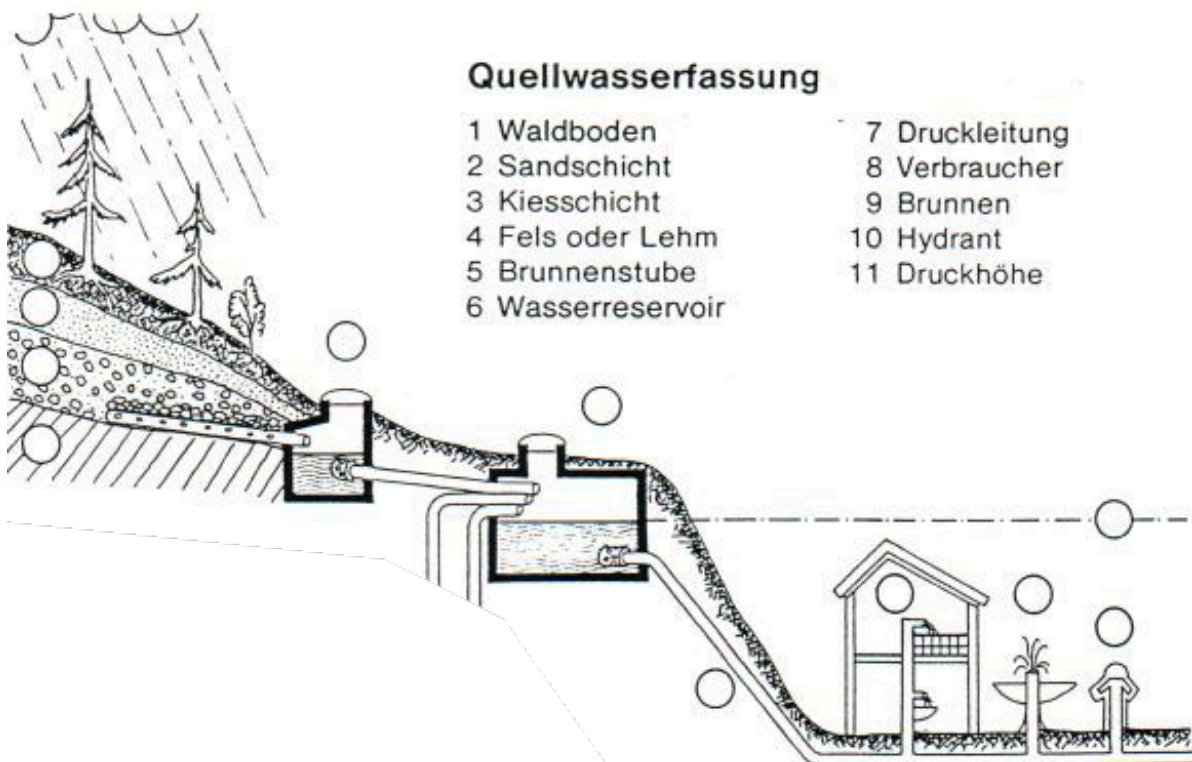 Quellwasserfassung
1 Waldboden
2 Sandschicht
3 Kiesschicht
4 Fels oder Lehm
5 Brunnenstube
6 Wasserreservoir
7 Druckleitung
8 Verbraucher
9 Brunnen
10 Hydrant
11 Druckhöhe